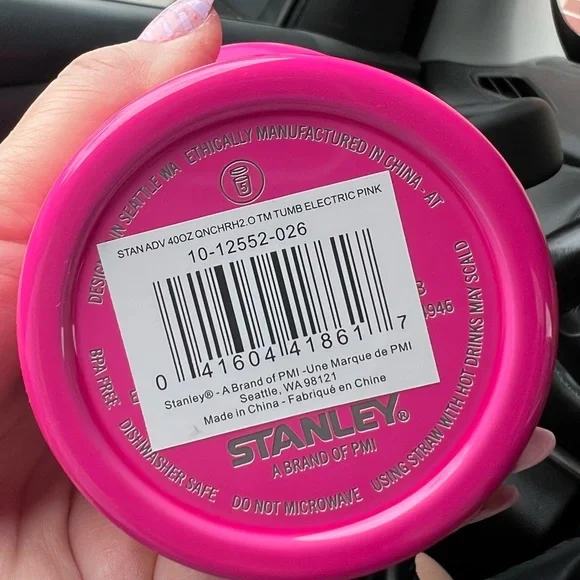 DESIG IN SEATTLE WA ETHICALLY MANUFACTURED IN CHINA - AT
STAN ADV 40OZ QNCHRH2.O TM TUMB ELECTRIC PINK
10-12552-026
0 41604 41861 7
Stanley® - A Brand of PMI -Une Marque de PMI
Seattle, WA 98121
Made in China - Fabriqué en Chine
3
4945
STANLEY®
A BRAND OF PMI
BPA FREE
DISHWASHER SAFE
DO NOT MICROWAVE
USING STRAW WITH HOT DRINKS MAY SCALD